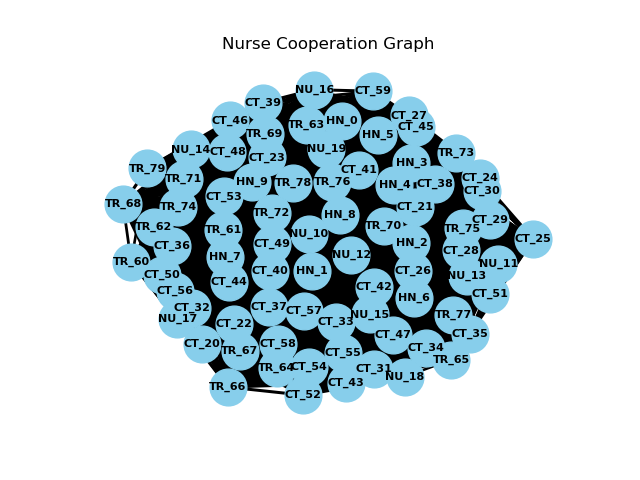 Nurse Cooperation Graph
NU_16
CT_59
CT_39
CT_27
CT_46
HN_0
TR_63
CT_45
TR_69
HN_5
NU_14
CT_48
NU_19
TR_73
CT_23
HN_3
TR_79
CT_41
TR_71
CT_24
HN_9
TR_78
TR_76
HN_4
CT_38
CT_30
CT_53
TR_68
TR_74
CT_21
TR_72
HN_8
CT_29
TR_62
TR_70
TR_75
TR_61
NU_10
CT_25
CT_36
CT_49
HN_2
CT_28
HN_7
NU_12
TR_60
NU_11
CT_50
CT_40
HN_1
CT_26
NU_13
CT_44
CT_56
CT_42
CT_51
HN_6
CT_32
CT_37
CT_57
NU_17
NU_15
TR_77
CT_22
CT_33
CT_47
CT_35
CT_20
CT_58
TR_67
CT_55
CT_34
TR_65
TR_64
CT_54
CT_31
NU_18
CT_43
TR_66
CT_52